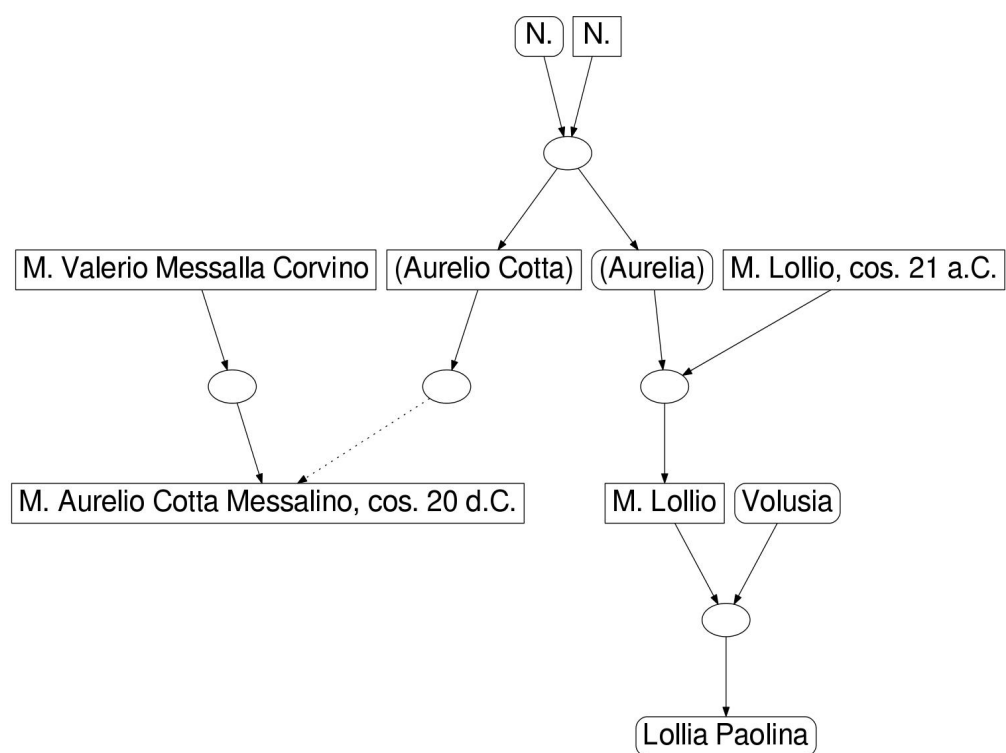 N.
N.
M. Valerio Messalla Corvino
(Aurelio Cotta)
(Aurelia)
M. Lollio, cos. 21 a.C.
M. Aurelio Cotta Messalino, cos. 20 d.C.
M. Lollio
Volusia
Lollia Paolina